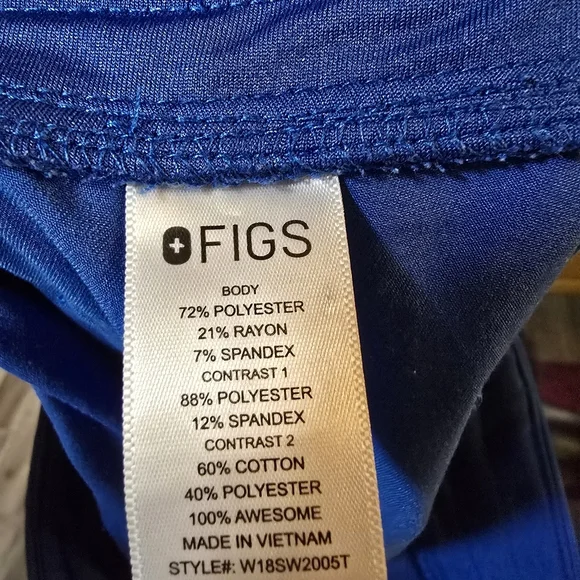 FIGS
BODY
72% POLYESTER
21% RAYON
7% SPANDEX
CONTRAST 1
88% POLYESTER
12% SPANDEX
CONTRAST 2
60% COTTON
40% POLYESTER
100% AWESOME
MADE IN VIETNAM
STYLE#: W18SW2005T